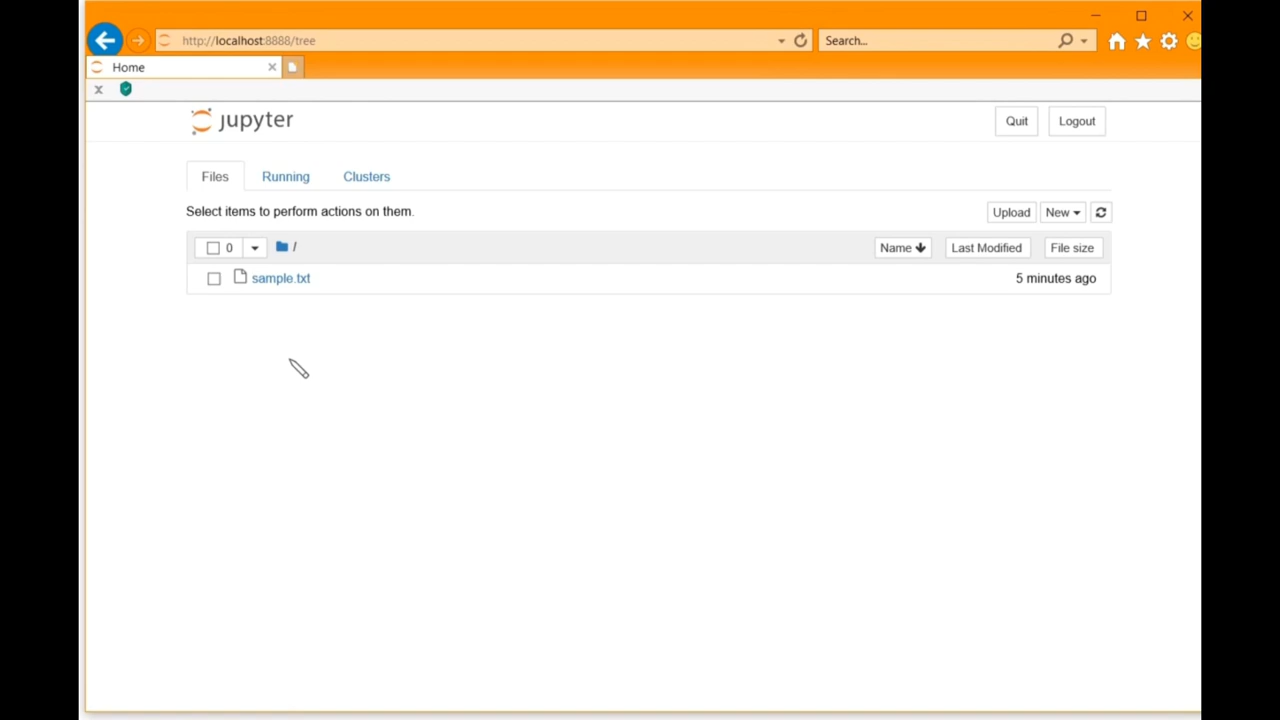 http://localhost:8888/tree
Search...
Home
jupyter
Quit
Logout
Files
Running
Clusters
Select items to perform actions on them.
Upload
New
0
/
Name
Last Modified
File size
sample.txt
5 minutes ago